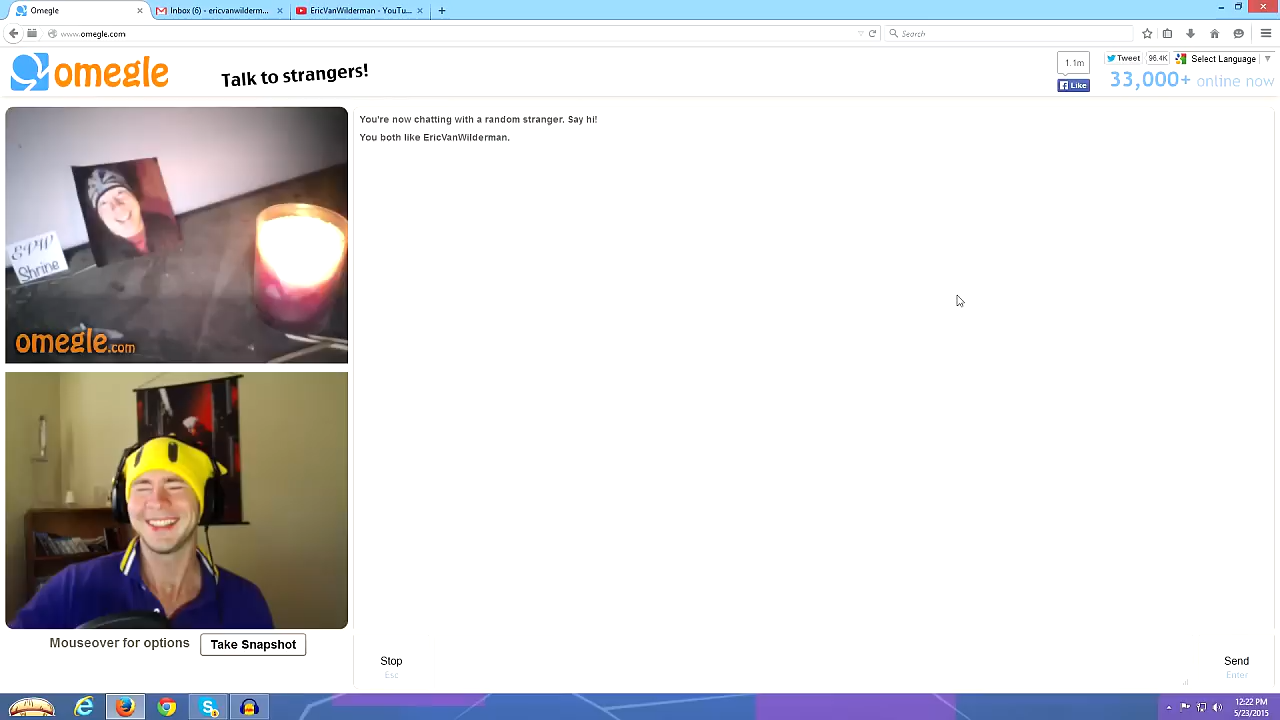 Omegle
Inbox (6) - ericvanwilderm...
EricVanWilderman - YouTu...
www.omegle.com
Search
omegle
Talk to strangers!
1.1m
Like
Tweet
96.4K
Select Language
33,000+ online now
You're now chatting with a random stranger. Say hi!
You both like EricVanWilderman.
EVW
Shrine
omegle.com
Mouseover for options
Take Snapshot
Stop
Esc
Send
Enter
12:22 PM
5/23/2015